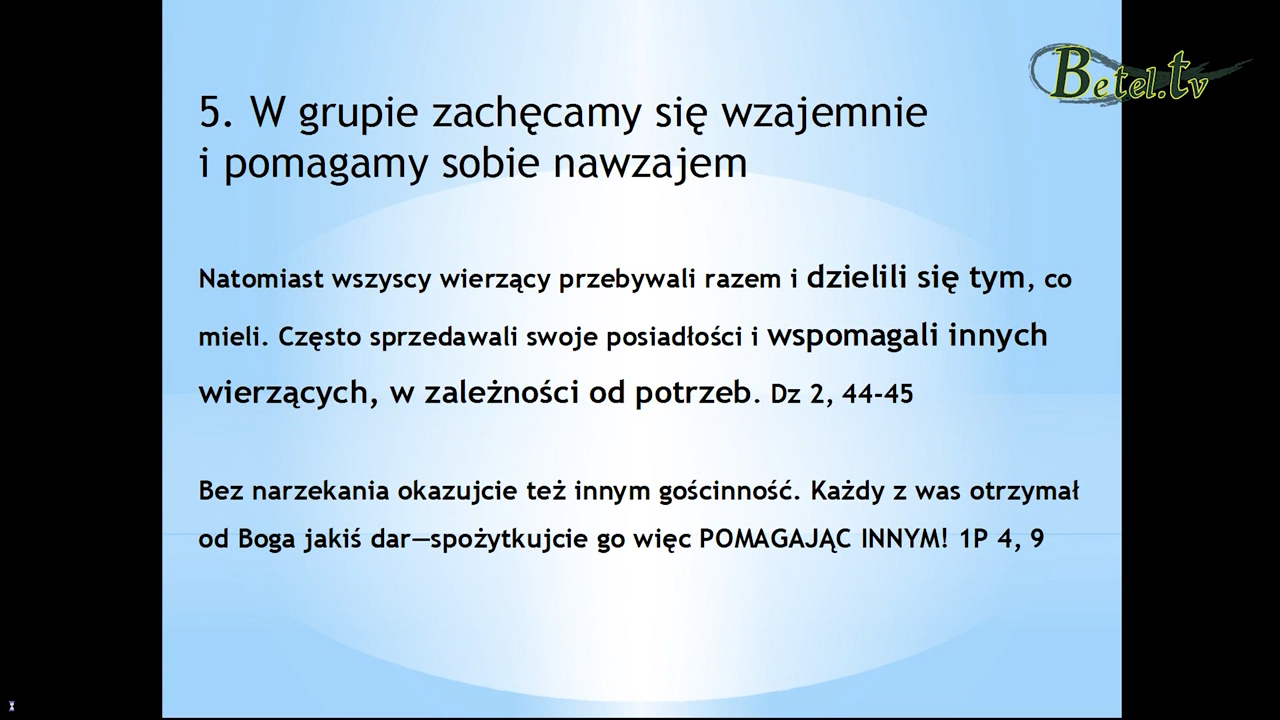 Betel.tv
5. W grupie zachęcamy się wzajemnie
i pomagamy sobie nawzajem
Natomiast wszyscy wierzący przebywali razem i dzielili się tym, co
mieli. Często sprzedawali swoje posiadłości i wspomagali innych
wierzących, w zależności od potrzeb. Dz 2, 44-45
Bez narzekania okazujcie też innym gościnność. Każdy z was otrzymał
od Boga jakiś dar—spożytkujcie go więc POMAGAJĄC INNYM! 1P 4, 9